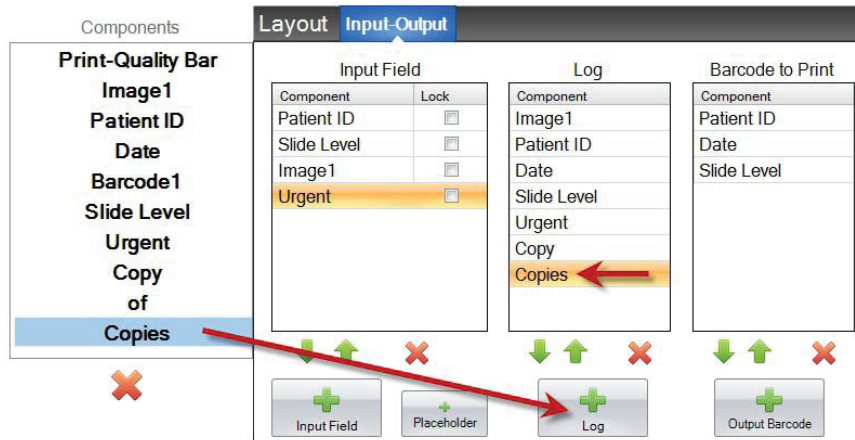 Components
Print-Quality Bar
Image1
Patient ID
Date
Barcode1
Slide Level
Urgent
Copy
of
Copies
Layout Input-Output
Input Field
Component Lock
Patient ID
Slide Level
Image1
Urgent
Input Field
Placeholder
Log
Component
Image1
Patient ID
Date
Slide Level
Urgent
Copy
Copies
Log
Barcode to Print
Component
Patient ID
Date
Slide Level
Output Barcode